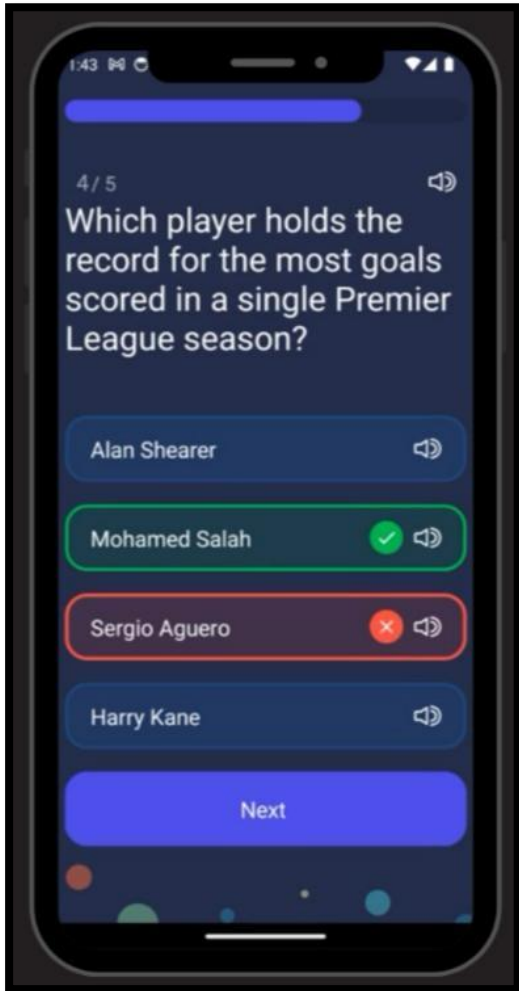 1:43
4/5
Which player holds the
record for the most goals
scored in a single Premier
League season?
Alan Shearer
Mohamed Salah
Sergio Aguero
Harry Kane
Next